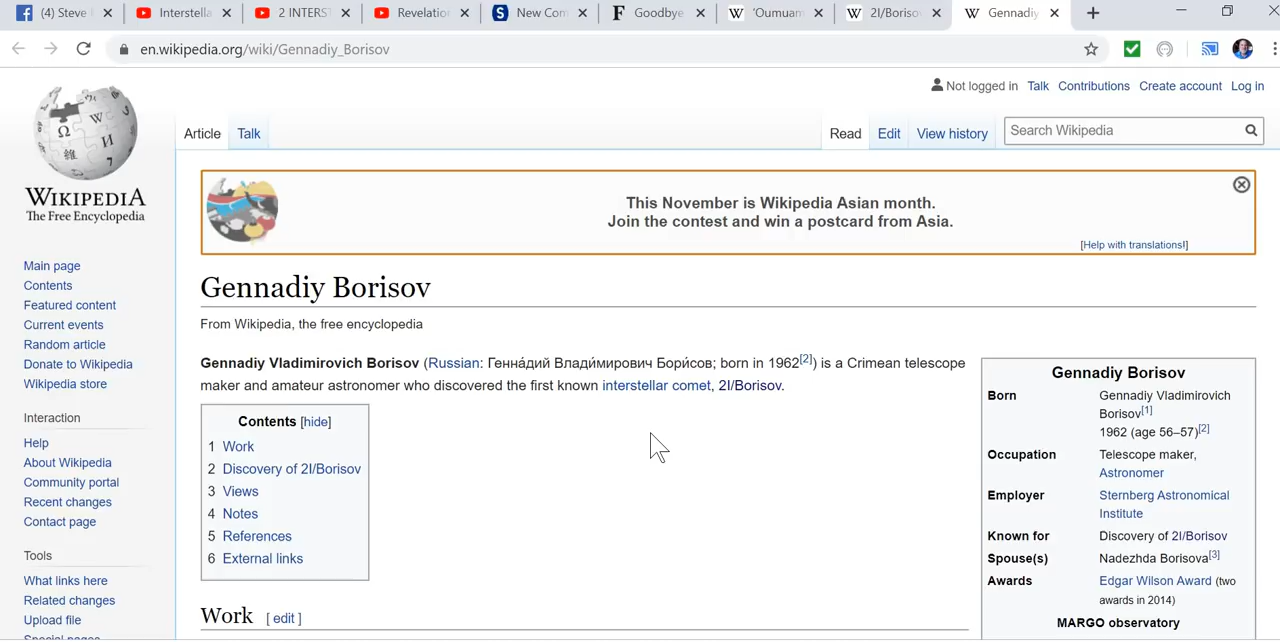 (4) Steve
Interstella
2 INTERST
Revelatio
New Com
Goodbye
'Oumuam
2I/Boriso
Gennadiy
en.wikipedia.org/wiki/Gennadiy_Borisov
Not logged in Talk Contributions Create account Log in
Article Talk Read Edit View history Search Wikipedia
WIKIPEDIA
The Free Encyclopedia
This November is Wikipedia Asian month.
Join the contest and win a postcard from Asia.
[Help with translations!]
Main page
Contents
Featured content
Current events
Random article
Donate to Wikipedia
Wikipedia store
Interaction
Help
About Wikipedia
Community portal
Recent changes
Contact page
Tools
What links here
Related changes
Upload file
Special pages
Gennadiy Borisov
From Wikipedia, the free encyclopedia
Gennadiy Vladimirovich Borisov (Russian: Генна́дий Влади́мирович Бори́сов; born in 1962[2]) is a Crimean telescope
maker and amateur astronomer who discovered the first known interstellar comet, 2I/Borisov.
Contents [hide]
1 Work
2 Discovery of 2I/Borisov
3 Views
4 Notes
5 References
6 External links
Work [ edit ]
Gennadiy Borisov
Born Gennadiy Vladimirovich
Borisov[1]
1962 (age 56–57)[2]
Occupation Telescope maker,
Astronomer
Employer Sternberg Astronomical
Institute
Known for Discovery of 2I/Borisov
Spouse(s) Nadezhda Borisova[3]
Awards Edgar Wilson Award (two
awards in 2014)
MARGO observatory